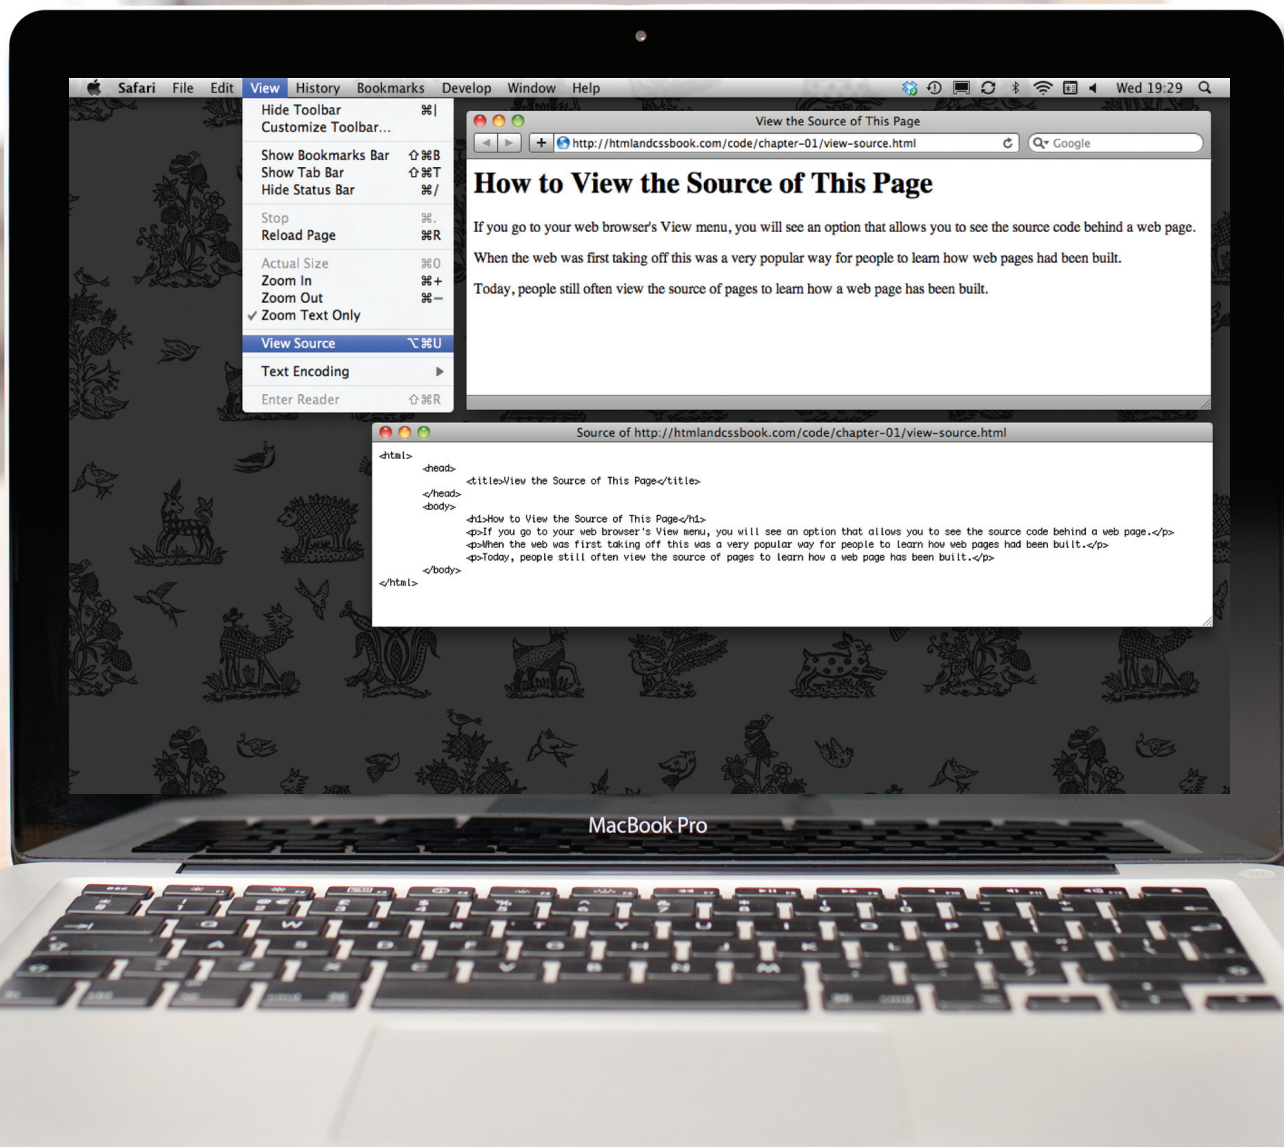 Safari File Edit View History Bookmarks Develop Window Help Wed 19:29
Hide Toolbar ⌘|
Customize Toolbar...
Show Bookmarks Bar ⇧⌘B
Show Tab Bar ⇧⌘T
Hide Status Bar ⌘/
Stop ⌘.
Reload Page ⌘R
Actual Size ⌘0
Zoom In ⌘+
Zoom Out ⌘−
✓ Zoom Text Only
View Source ⌥⌘U
Text Encoding ▶
Enter Reader ⇧⌘R
View the Source of This Page
http://htmlandcssbook.com/code/chapter-01/view-source.html
Google
How to View the Source of This Page
If you go to your web browser's View menu, you will see an option that allows you to see the source code behind a web page.
When the web was first taking off this was a very popular way for people to learn how web pages had been built.
Today, people still often view the source of pages to learn how a web page has been built.
Source of http://htmlandcssbook.com/code/chapter-01/view-source.html
<html>
<head>
<title>View the Source of This Page</title>
</head>
<body>
<h1>How to View the Source of This Page</h1>
<p>If you go to your web browser's View menu, you will see an option that allows you to see the source code behind a web page.</p>
<p>When the web was first taking off this was a very popular way for people to learn how web pages had been built.</p>
<p>Today, people still often view the source of pages to learn how a web page has been built.</p>
</body>
</html>
MacBook Pro